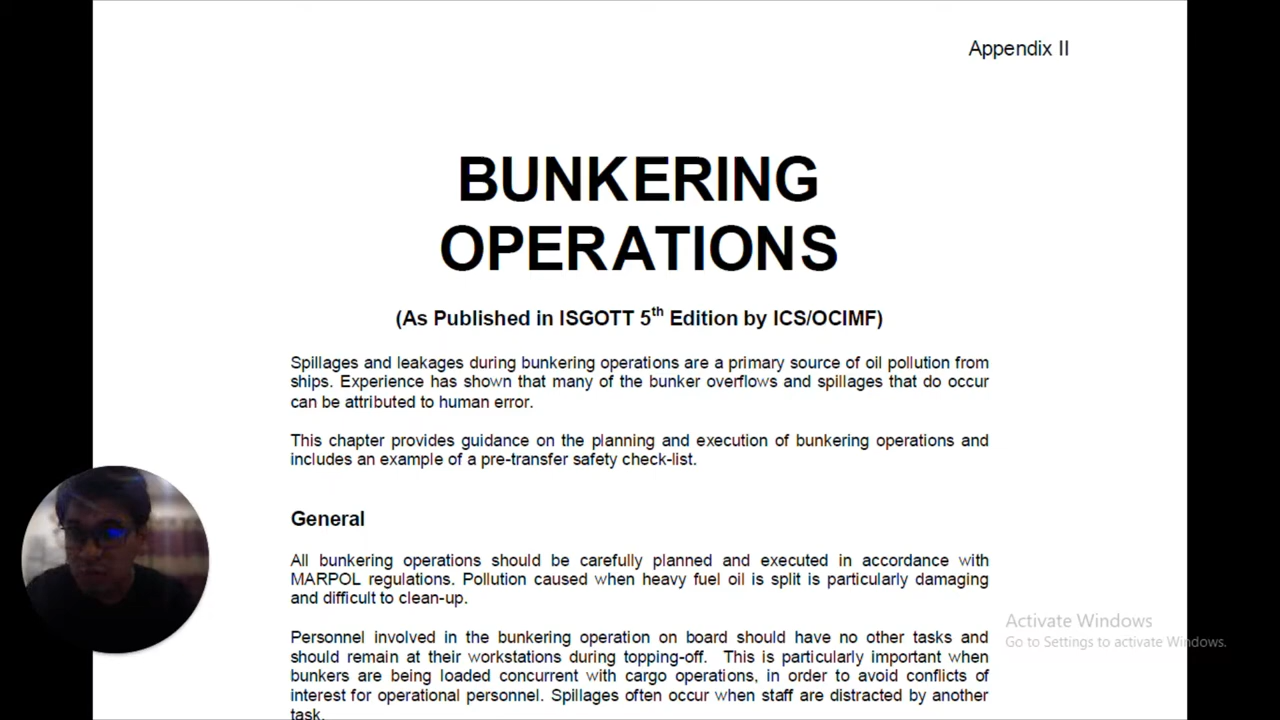 Appendix II
BUNKERING
OPERATIONS
(As Published in ISGOTT 5th Edition by ICS/OCIMF)
Spillages and leakages during bunkering operations are a primary source of oil pollution from
ships. Experience has shown that many of the bunker overflows and spillages that do occur
can be attributed to human error.
This chapter provides guidance on the planning and execution of bunkering operations and
includes an example of a pre-transfer safety check-list.
General
All bunkering operations should be carefully planned and executed in accordance with
MARPOL regulations. Pollution caused when heavy fuel oil is split is particularly damaging
and difficult to clean-up.
Activate Windows
Go to Settings to activate Windows.
Personnel involved in the bunkering operation on board should have no other tasks and
should remain at their workstations during topping-off. This is particularly important when
bunkers are being loaded concurrent with cargo operations, in order to avoid conflicts of
interest for operational personnel. Spillages often occur when staff are distracted by another
task.